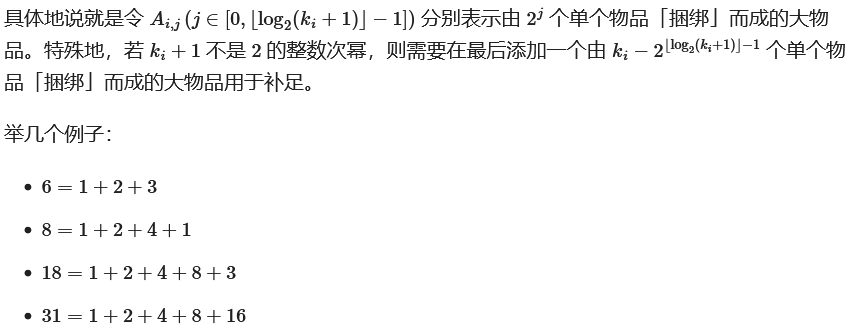 具体地说就是令 $A_{i,j}\,(j \in [0, \lfloor \log_2(k_i+1) \rfloor - 1])$ 分别表示由 $2^j$ 个单个物品「捆绑」而成的大物
品。特殊地，若 $k_i + 1$ 不是 $2$ 的整数次幂，则需要在最后添加一个由 $k_i - 2^{\lfloor \log_2(k_i+1) \rfloor - 1}$ 个单个物
品「捆绑」而成的大物品用于补足。
举几个例子：
• $6 = 1 + 2 + 3$
• $8 = 1 + 2 + 4 + 1$
• $18 = 1 + 2 + 4 + 8 + 3$
• $31 = 1 + 2 + 4 + 8 + 16$